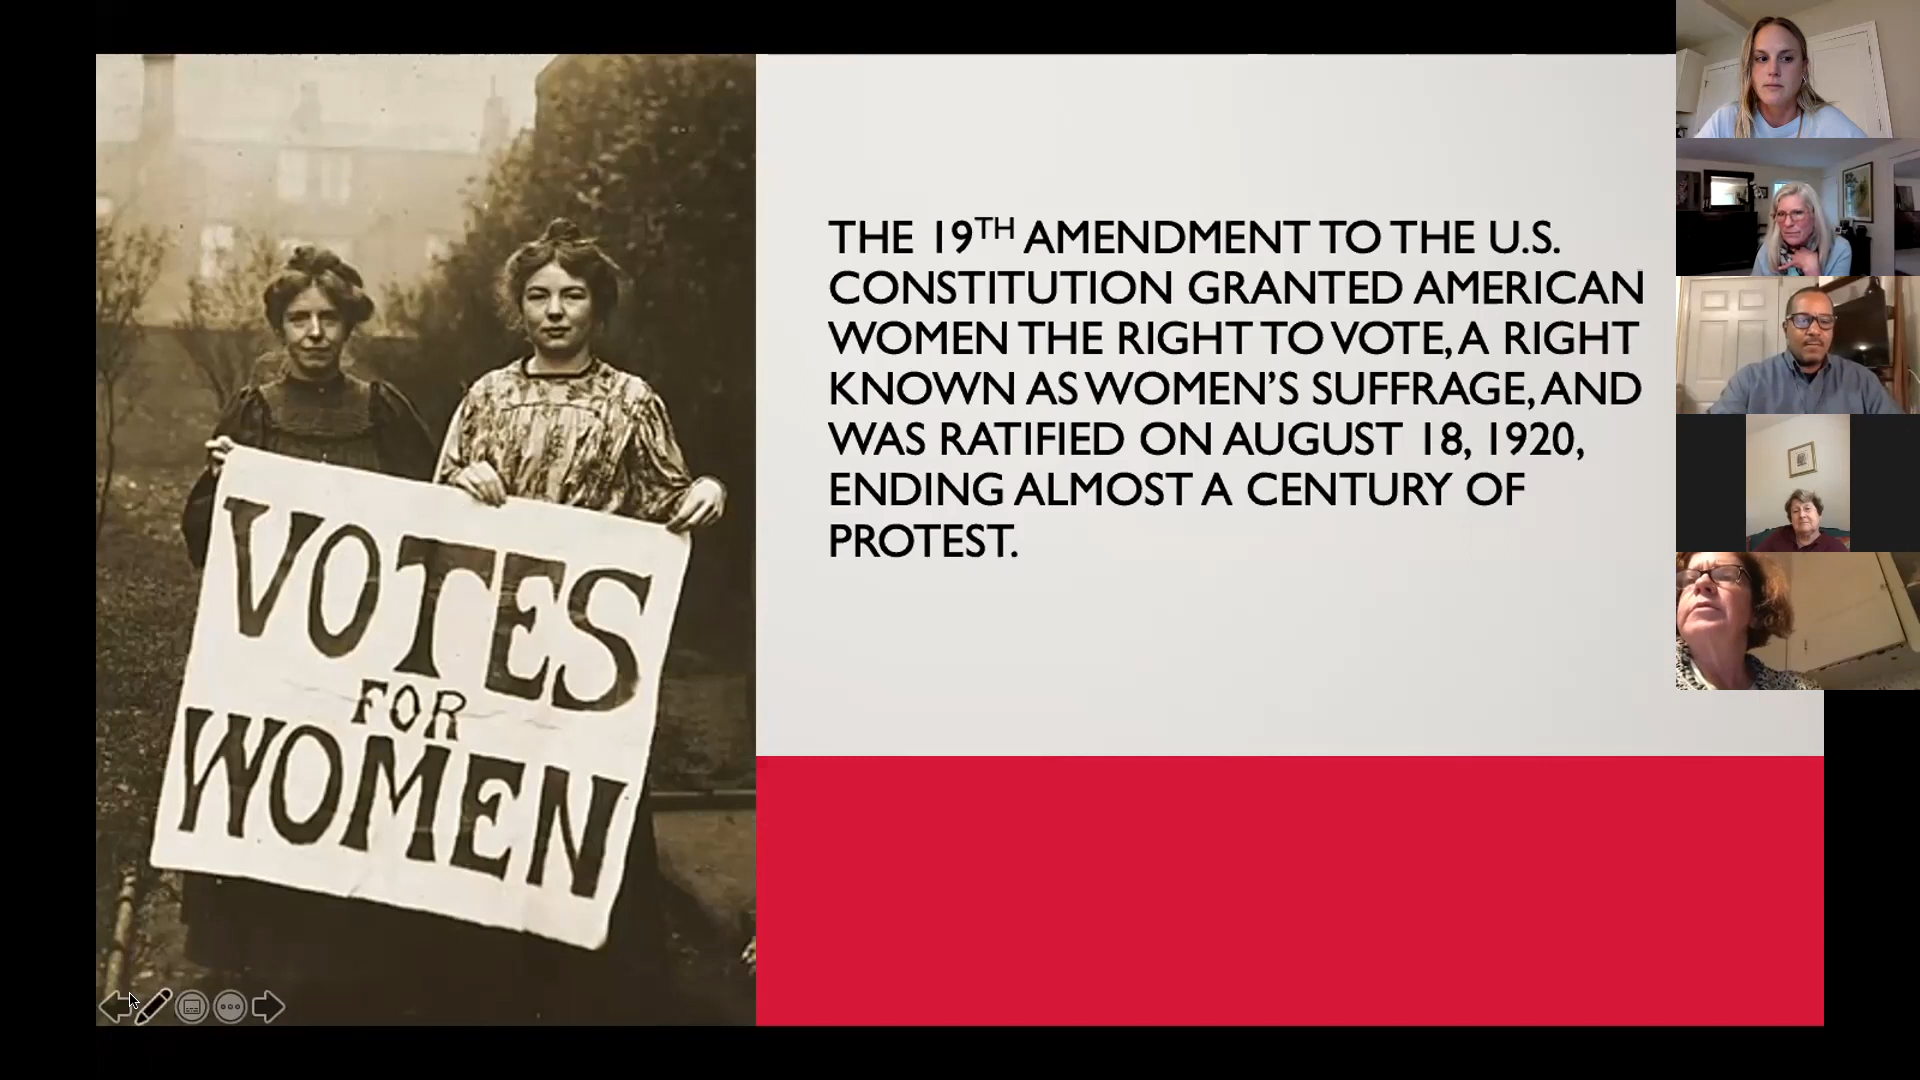 VOTES
FOR
WOMEN
THE 19TH AMENDMENT TO THE U.S.
CONSTITUTION GRANTED AMERICAN
WOMEN THE RIGHT TO VOTE, A RIGHT
KNOWN AS WOMEN’S SUFFRAGE, AND
WAS RATIFIED ON AUGUST 18, 1920,
ENDING ALMOST A CENTURY OF
PROTEST.